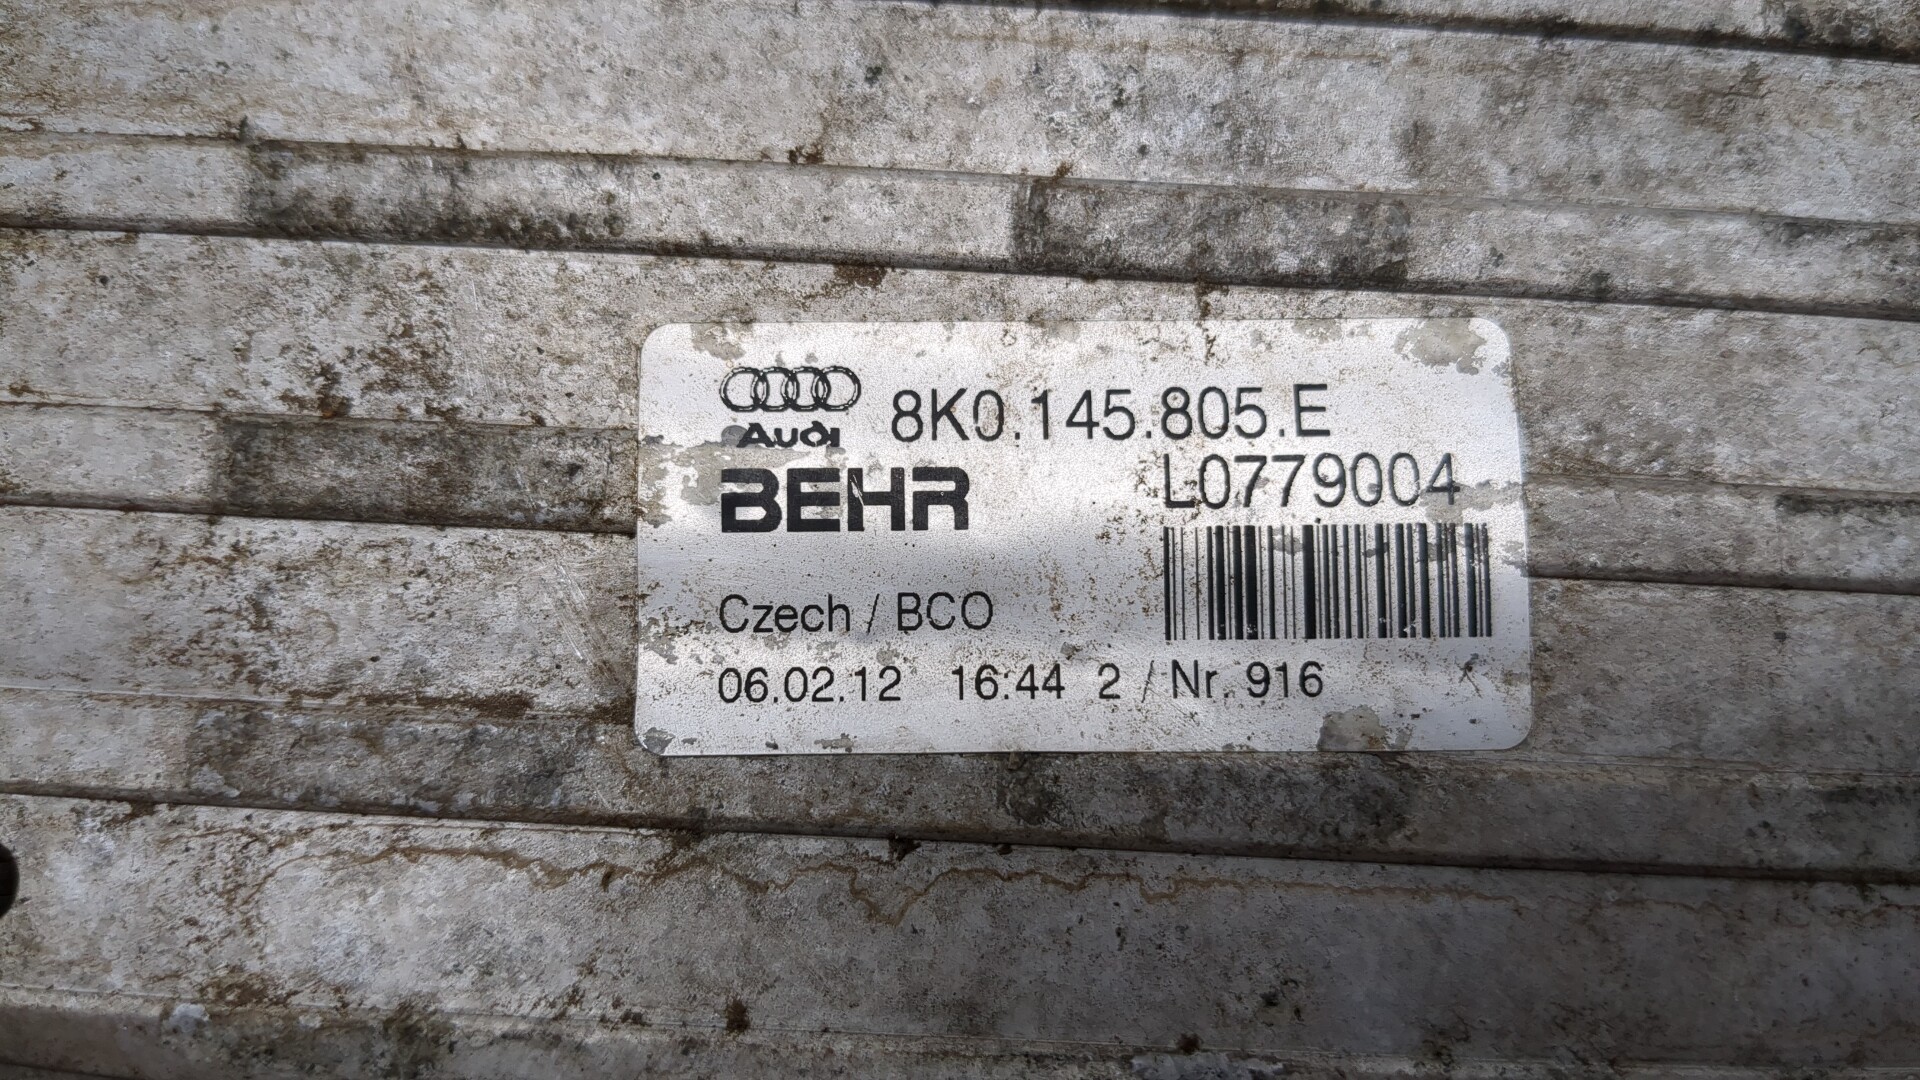 8K0.145.805.E
Audi
BEHR
L0779004
Czech / BCO
06.02.12 16:44 2 / Nr. 916